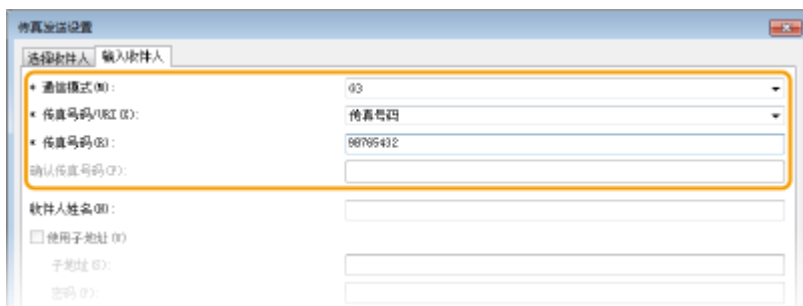 传真发送设置
选择收件人 输入收件人
* 通信模式(M): G3
* 传真号码/URI(X): 传真号码
* 传真号码(R): 98765432
确认传真号码(F):
收件人姓名(H):
使用子地址(V)
子地址(S):
密码(P):